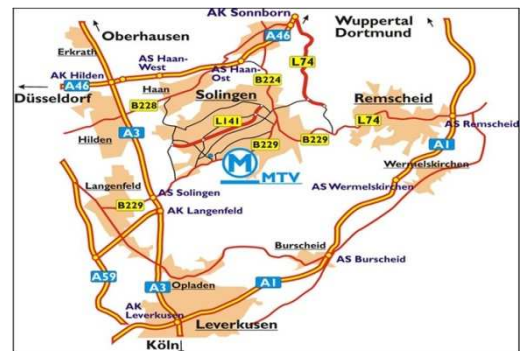 AK Sonnborn
Oberhausen
Wuppertal
Dortmund
Erkrath
AS Haan-
West
A46
AK Hilden
AS Haan-
Ost
L74
A46
Haan
B224
Düsseldorf
B228
Solingen
Remscheid
Hilden
A3
L141
L74
AS Remscheid
B229
B229
A1
M
Wermelskirchen
Langenfeld
MTV
AS Solingen
AS Wermelskirchen
B229
AK Langenfeld
Burscheid
AS Burscheid
A59
A3
Opladen
A1
AK
Leverkusen
Leverkusen
Köln